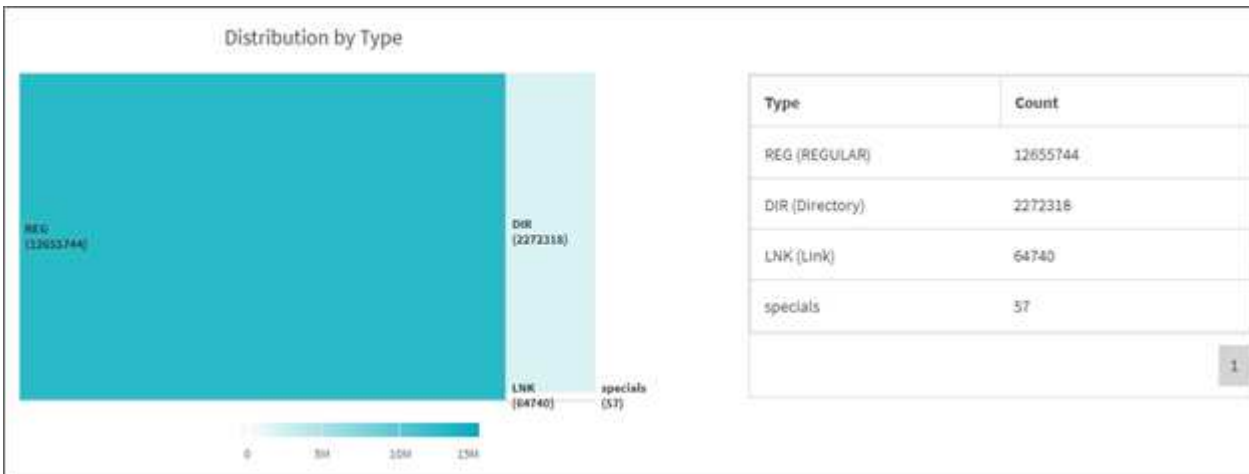 Distribution by Type
REG
(12655744)
DIR
(2272318)
LNK
(64740)
specials
(57)
0 5M 10M 15M
Type Count
REG (REGULAR) 12655744
DIR (Directory) 2272318
LNK (Link) 64740
specials 57
1